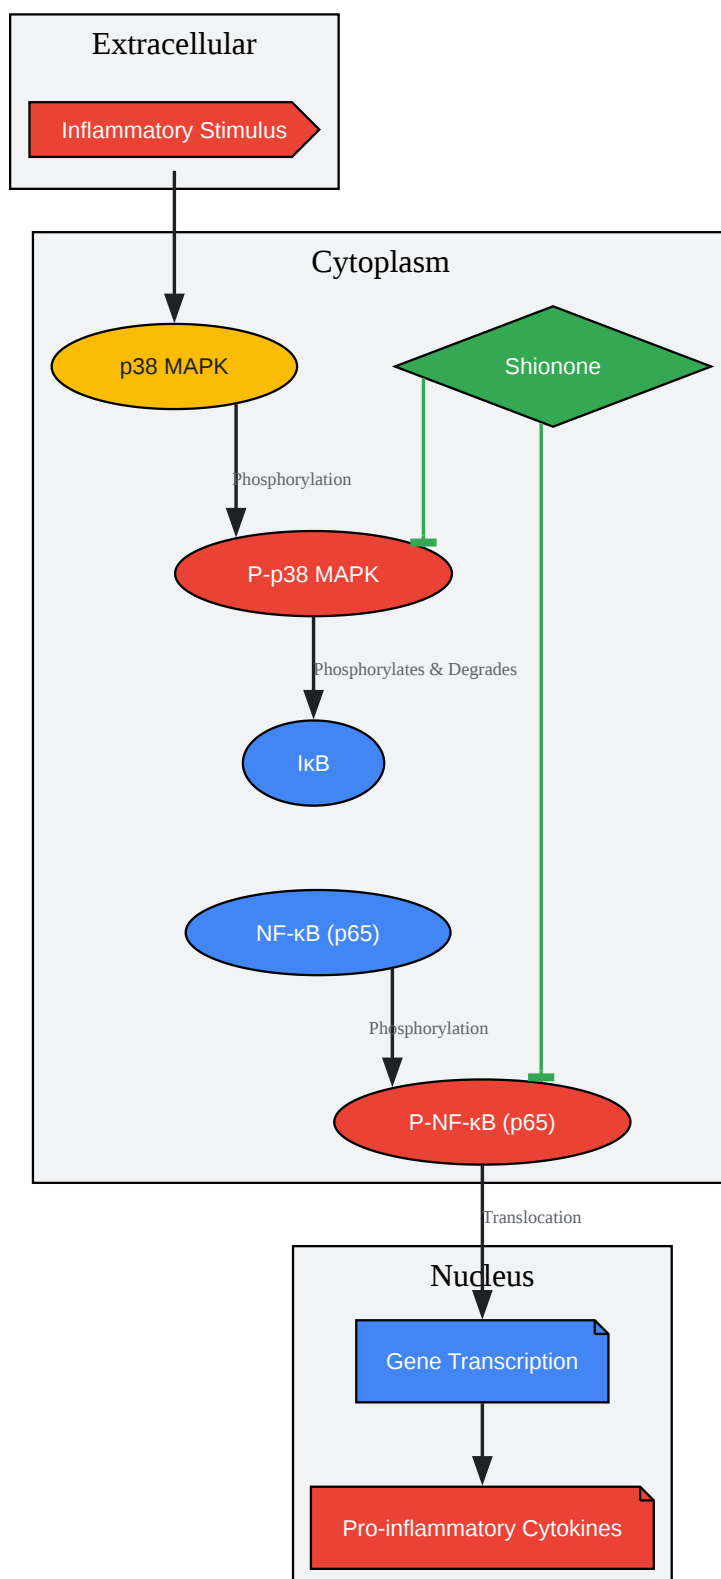 Extracellular
Inflammatory Stimulus
Cytoplasm
p38 MAPK
Shionone
Phosphorylation
P-p38 MAPK
Phosphorylates & Degrades
IκB
NF-κB (p65)
Phosphorylation
P-NF-κB (p65)
Translocation
Nucleus
Gene Transcription
Pro-inflammatory Cytokines